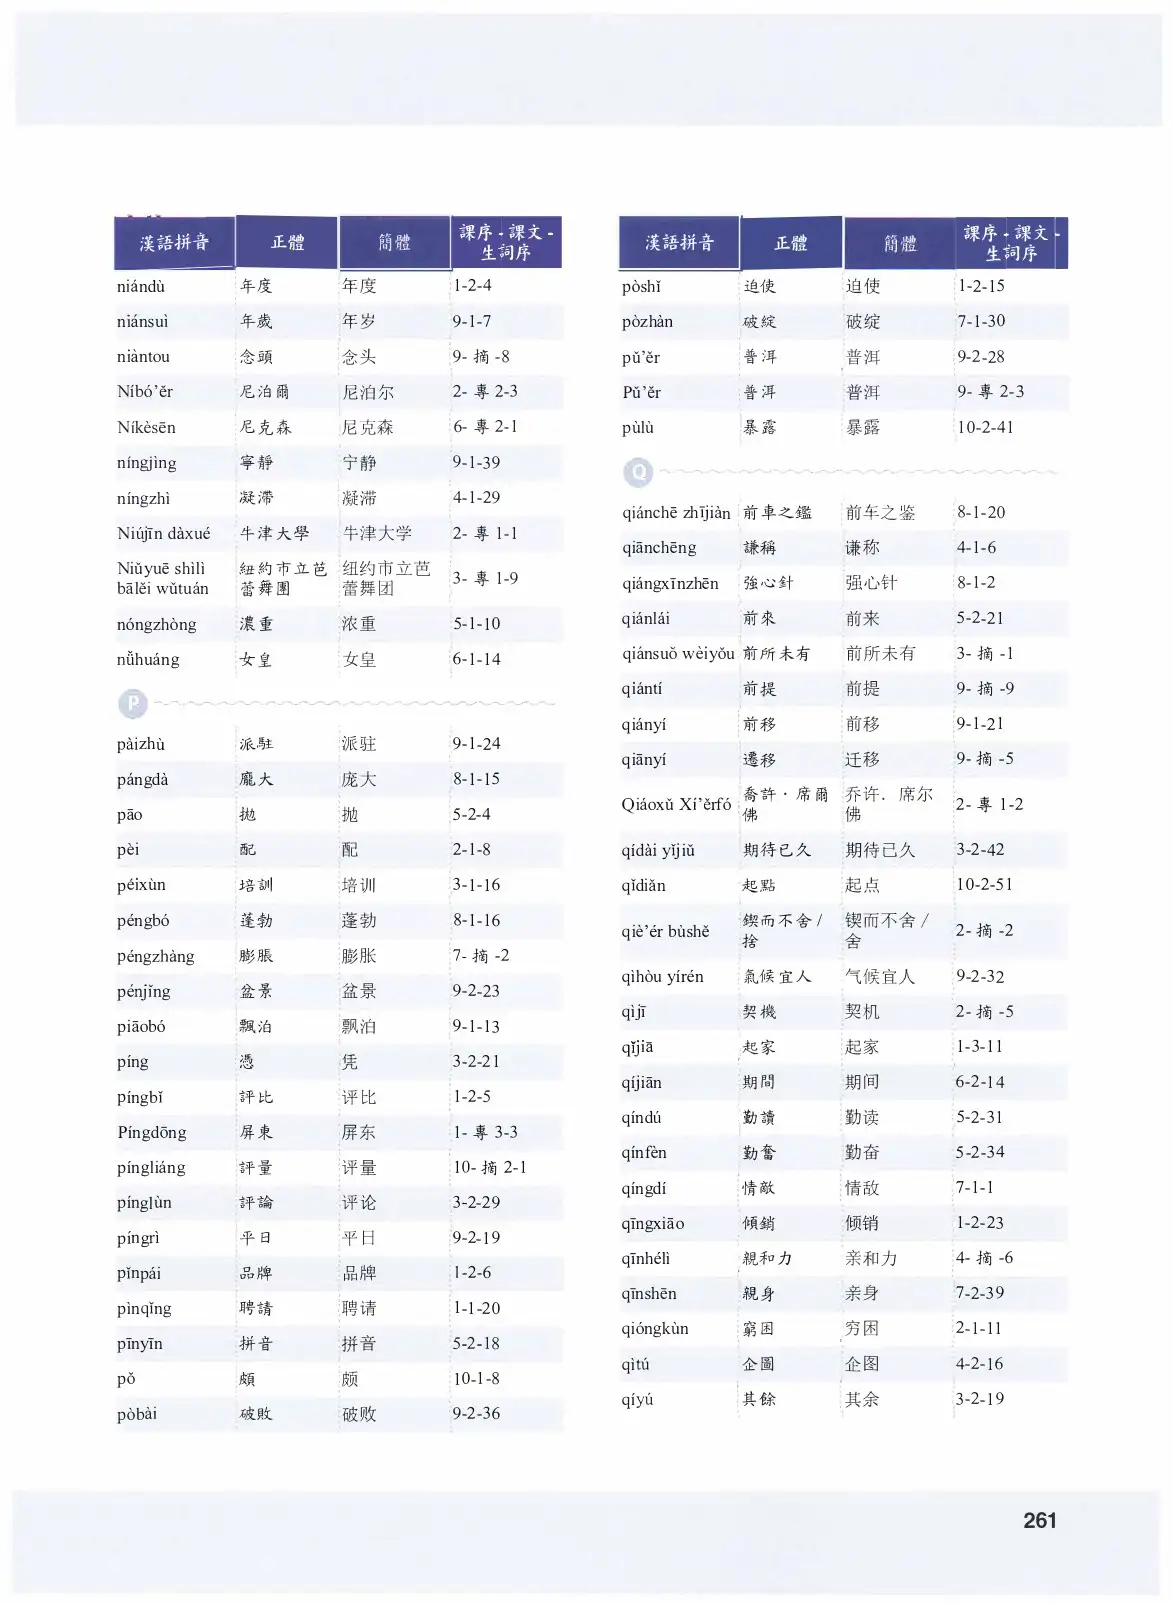 漢語拼音 正體 簡體 課序 - 課文 -
生詞序
niándù 年度 年度 1-2-4
niánsuì 年歲 年岁 9-1-7
niàntou 念頭 念头 9- 摘 -8
Níbó’ěr 尼泊爾 尼泊尔 2- 專 2-3
Níkèsēn 尼克森 尼克森 6- 專 2-1
níngjìng 寧靜 宁静 9-1-39
níngzhì 凝滯 凝滞 4-1-29
Niújīn dàxué 牛津大學 牛津大学 2- 專 1-1
Niǔyuē shìlì 紐約市立芭 纽约市立芭
bālěi wǔtuán 蕾舞團 蕾舞团 3- 專 1-9
nóngzhòng 濃重 浓重 5-1-10
nǚhuáng 女皇 女皇 6-1-14
P
pàizhù 派駐 派驻 9-1-24
pángdà 龐大 庞大 8-1-15
pāo 拋 抛 5-2-4
pèi 配 配 2-1-8
péixùn 培訓 培训 3-1-16
péngbó 蓬勃 蓬勃 8-1-16
péngzhàng 膨脹 膨胀 7- 摘 -2
pénjǐng 盆景 盆景 9-2-23
piāobó 飄泊 飘泊 9-1-13
píng 憑 凭 3-2-21
píngbǐ 評比 评比 1-2-5
Píngdōng 屏東 屏东 1- 專 3-3
píngliáng 評量 评量 10- 摘 2-1
pínglùn 評論 评论 3-2-29
píngrì 平日 平日 9-2-19
pǐnpái 品牌 品牌 1-2-6
pìnqǐng 聘請 聘请 1-1-20
pīnyīn 拼音 拼音 5-2-18
pǒ 頗 颇 10-1-8
pòbài 破敗 破败 9-2-36
漢語拼音 正體 簡體 課序 - 課文 -
生詞序
pòshǐ 迫使 迫使 1-2-15
pòzhàn 破綻 破绽 7-1-30
pǔ’ěr 普洱 普洱 9-2-28
Pǔ’ěr 普洱 普洱 9- 專 2-3
pùlù 暴露 暴露 10-2-41
Q
qiánchē zhījiàn 前車之鑑 前车之鉴 8-1-20
qiānchēng 謙稱 谦称 4-1-6
qiángxīnzhēn 強心針 强心针 8-1-2
qiánlái 前來 前来 5-2-21
qiánsuǒ wèiyǒu 前所未有 前所未有 3- 摘 -1
qiántí 前提 前提 9- 摘 -9
qiányí 前移 前移 9-1-21
qiānyí 遷移 迁移 9- 摘 -5
Qiáoxǔ Xí’ěrfó 喬許．席爾 乔许．席尔 2- 專 1-2
佛 佛
qídài yǐjiǔ 期待已久 期待已久 3-2-42
qǐdiǎn 起點 起点 10-2-51
qiè’ér bùshě 鍥而不舍 / 锲而不舍 / 2- 摘 -2
捨 舍
qìhòu yírén 氣候宜人 气候宜人 9-2-32
qìjī 契機 契机 2- 摘 -5
qǐjiā 起家 起家 1-3-11
qíjiān 期間 期间 6-2-14
qíndú 勤讀 勤读 5-2-31
qínfèn 勤奮 勤奋 5-2-34
qíngdí 情敵 情敌 7-1-1
qīngxiāo 傾銷 倾销 1-2-23
qīnhélì 親和力 亲和力 4- 摘 -6
qīnshēn 親身 亲身 7-2-39
qióngkùn 窮困 穷困 2-1-11
qìtú 企圖 企图 4-2-16
qíyú 其餘 其余 3-2-19
261